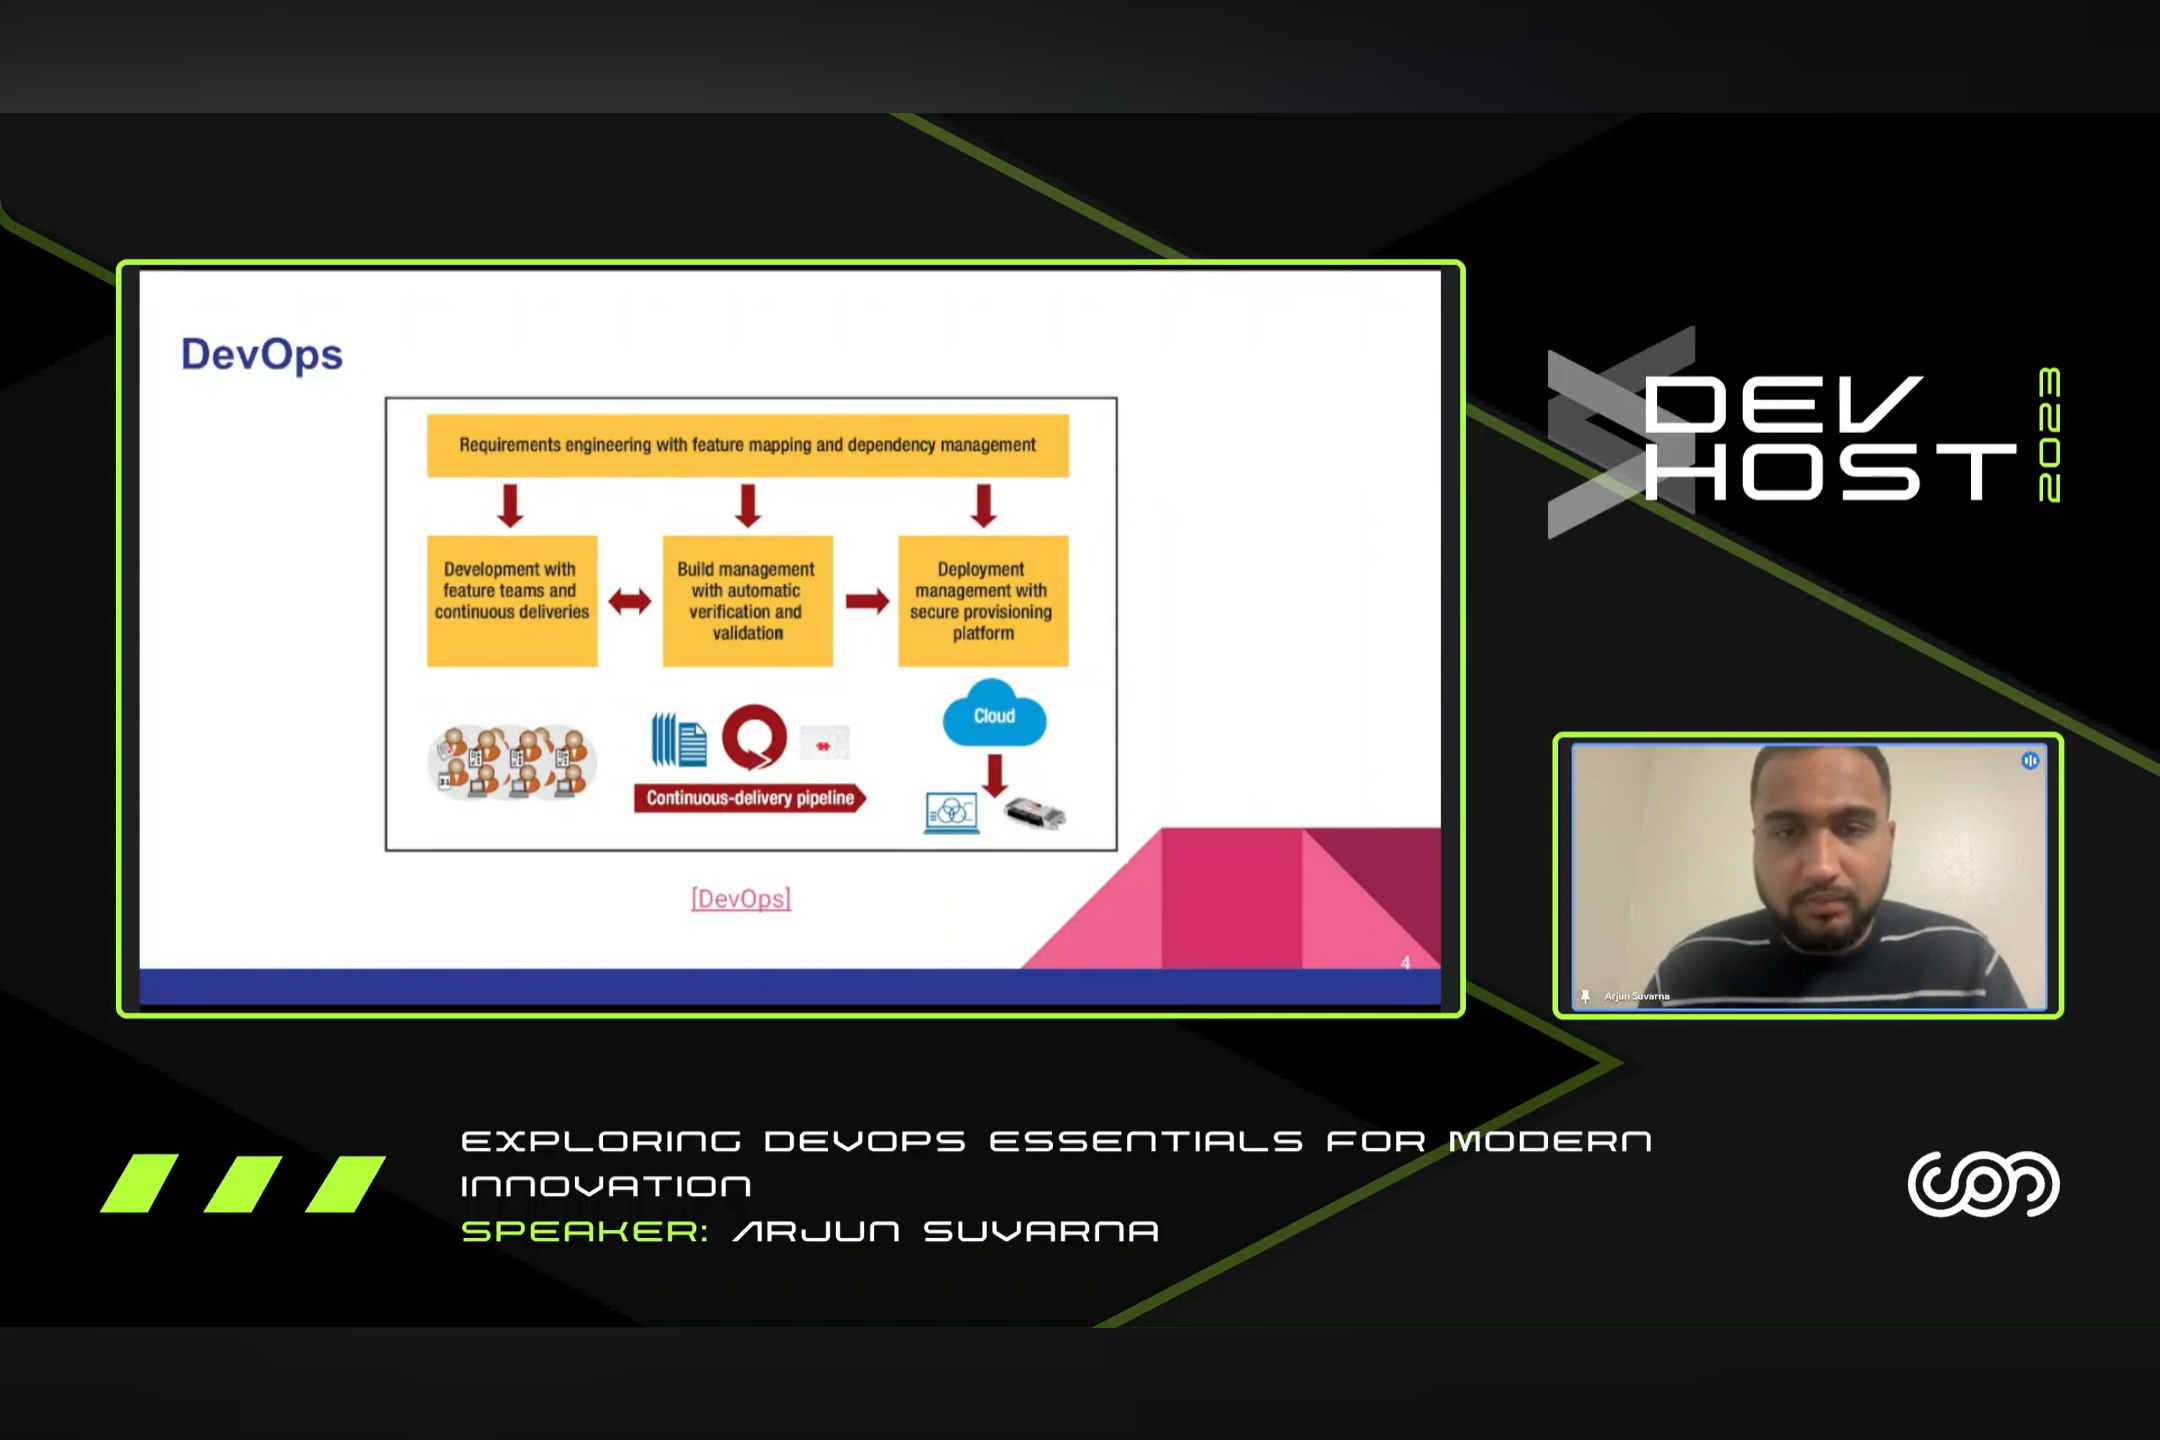 DevOps
Requirements engineering with feature mapping and dependency management
Development with
feature teams and
continuous deliveries
Build management
with automatic
verification and
validation
Deployment
management with
secure provisioning
platform
Cloud
Continuous-delivery pipeline
[DevOps]
4
DEV
HOST
2023
Arjun Suvarna
EXPLORING DEVOPS ESSENTIALS FOR MODERN
INNOVATION
SPEAKER: ARJUN SUVARNA